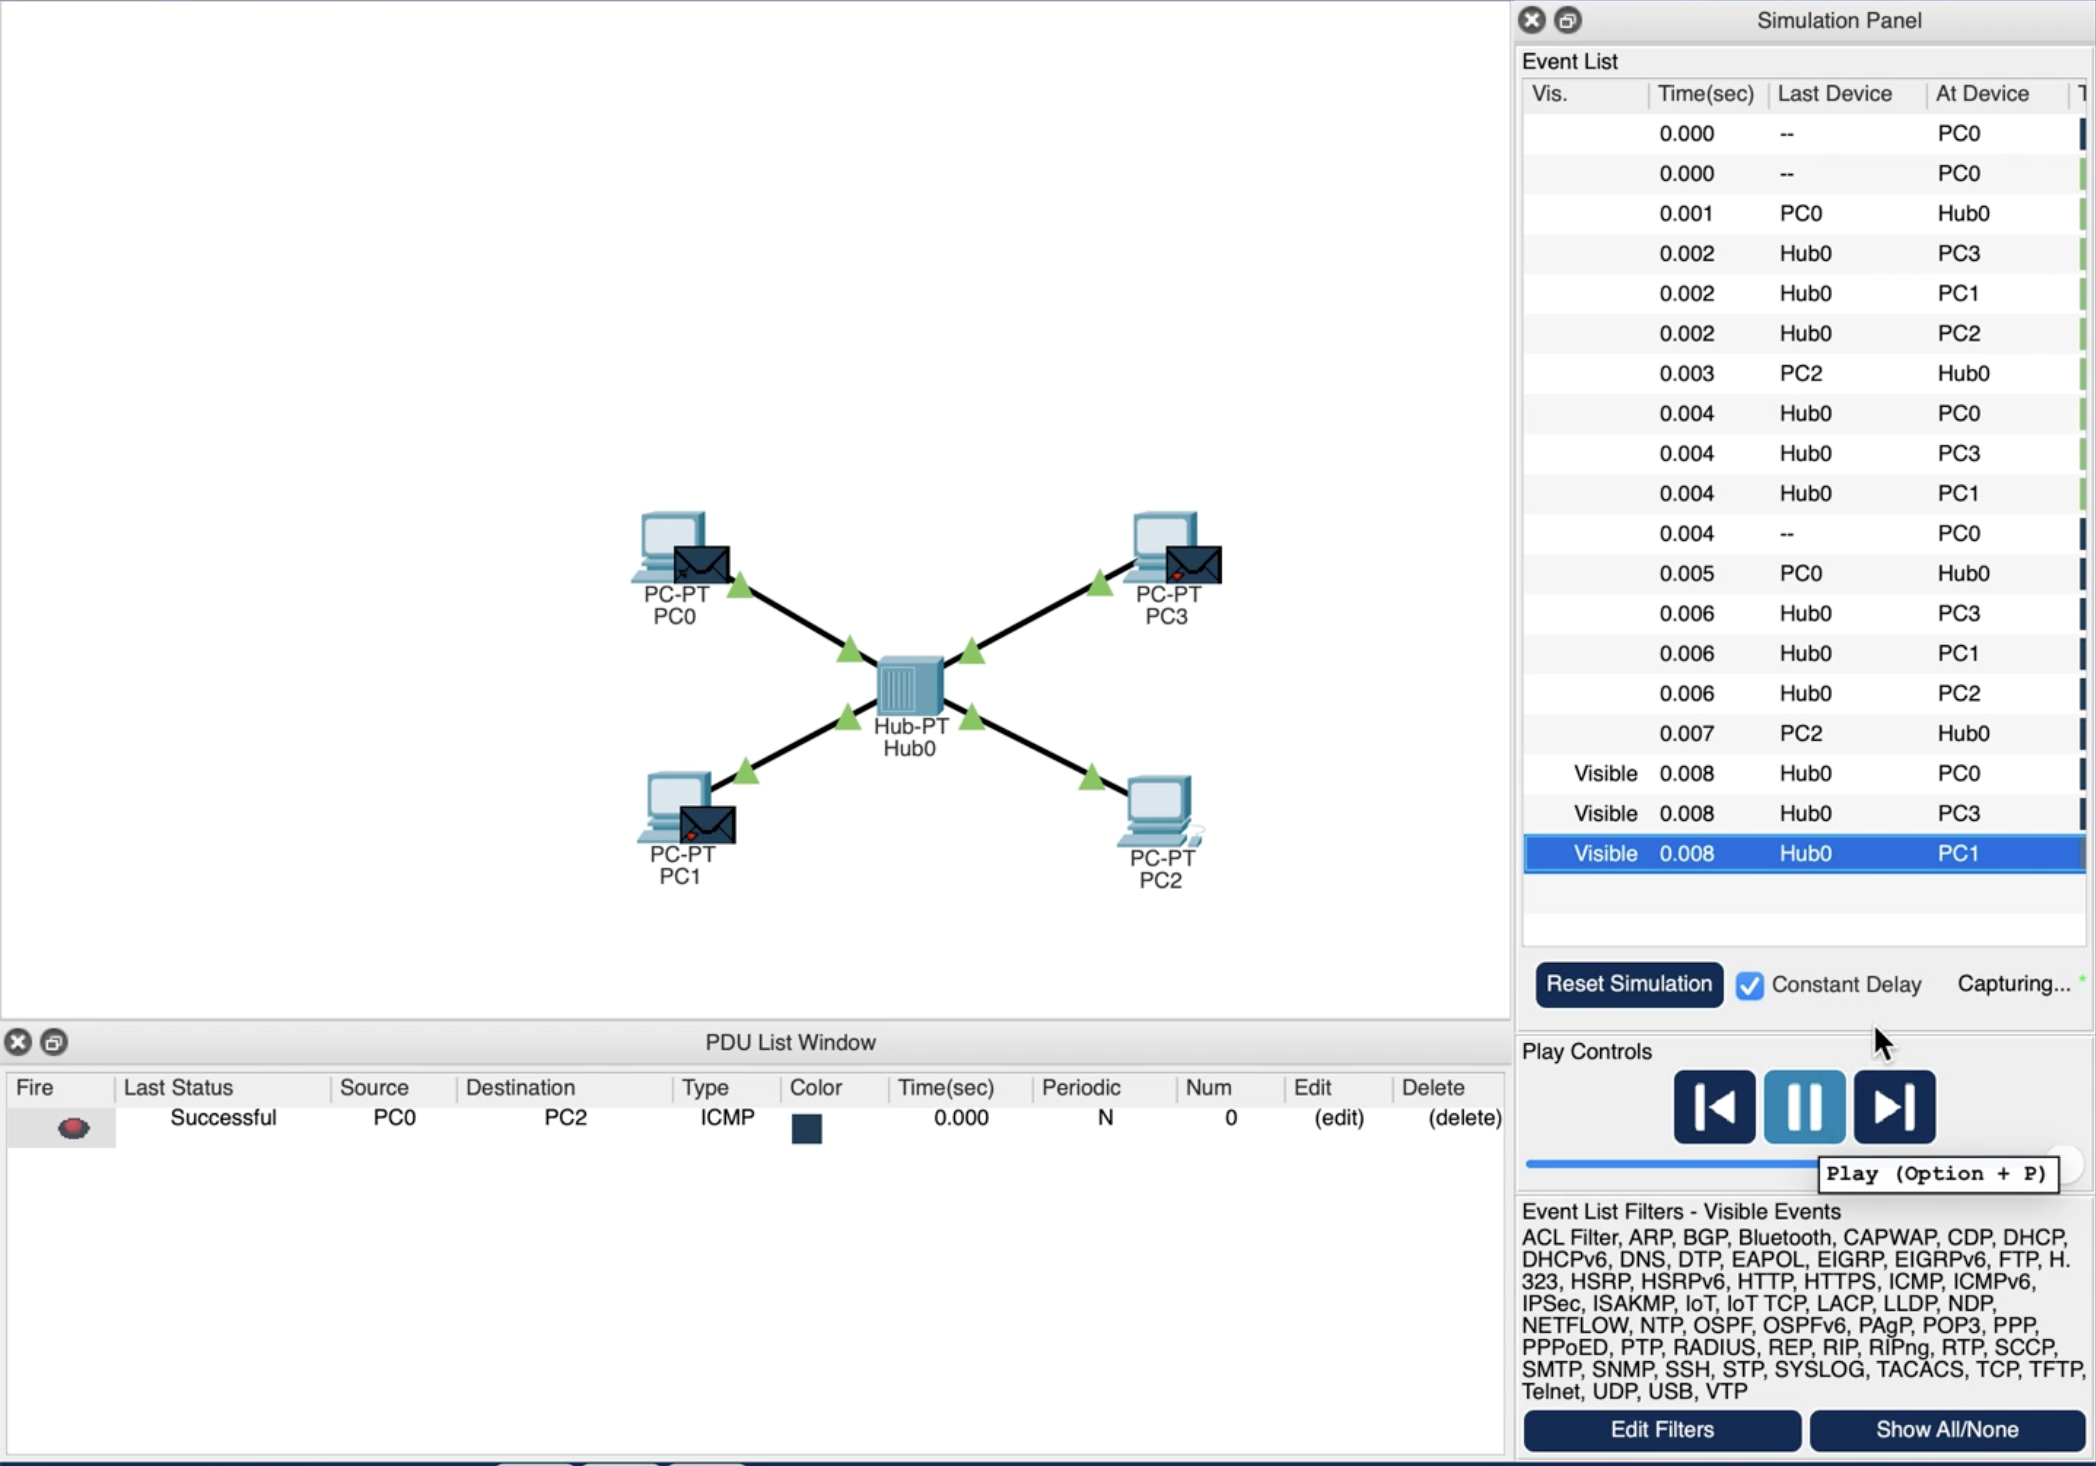 Simulation Panel
Event List
Vis. Time(sec) Last Device At Device
0.000 -- PC0
0.000 -- PC0
0.001 PC0 Hub0
0.002 Hub0 PC3
0.002 Hub0 PC1
0.002 Hub0 PC2
0.003 PC2 Hub0
0.004 Hub0 PC0
0.004 Hub0 PC3
0.004 Hub0 PC1
0.004 -- PC0
0.005 PC0 Hub0
0.006 Hub0 PC3
0.006 Hub0 PC1
0.006 Hub0 PC2
0.007 PC2 Hub0
Visible 0.008 Hub0 PC0
Visible 0.008 Hub0 PC3
Visible 0.008 Hub0 PC1
Reset Simulation Constant Delay Capturing... *
Play Controls
Play (Option + P)
Event List Filters - Visible Events
ACL Filter, ARP, BGP, Bluetooth, CAPWAP, CDP, DHCP,
DHCPv6, DNS, DTP, EAPOL, EIGRP, EIGRPv6, FTP, H.
323, HSRP, HSRPv6, HTTP, HTTPS, ICMP, ICMPv6,
IPSec, ISAKMP, IoT, IoT TCP, LACP, LLDP, NDP,
NETFLOW, NTP, OSPF, OSPFv6, PAgP, POP3, PPP,
PPPoED, PTP, RADIUS, REP, RIP, RIPng, RTP, SCCP,
SMTP, SNMP, SSH, STP, SYSLOG, TACACS, TCP, TFTP,
Telnet, UDP, USB, VTP
Edit Filters Show All/None
PC-PT
PC0
PC-PT
PC3
Hub-PT
Hub0
PC-PT
PC1
PC-PT
PC2
PDU List Window
Fire Last Status Source Destination Type Color Time(sec) Periodic Num Edit Delete
Successful PC0 PC2 ICMP 0.000 N 0 (edit) (delete)